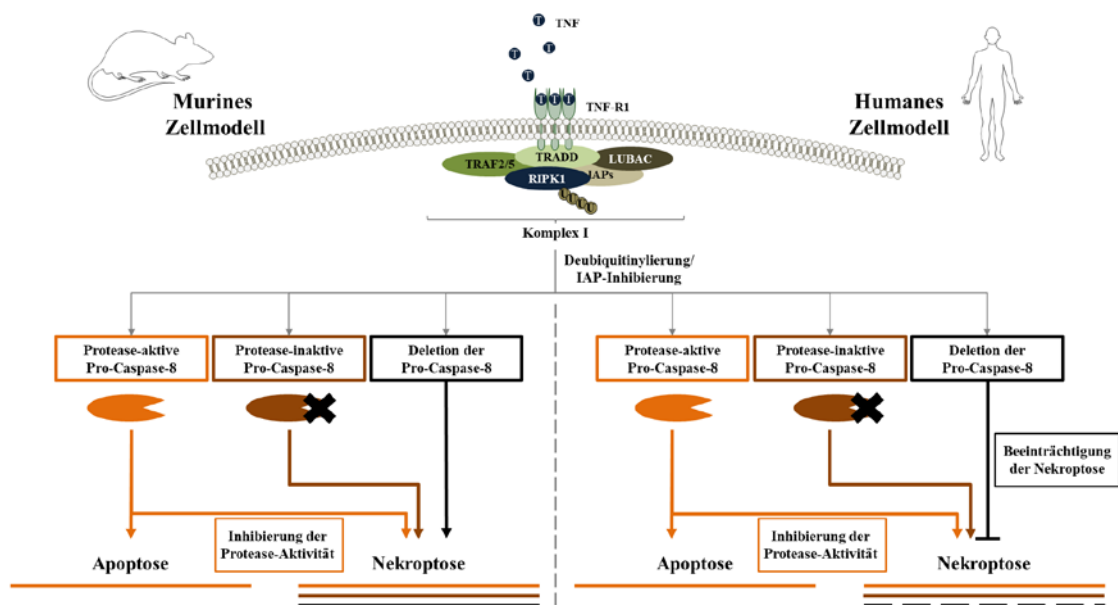 TNF
T
T
T
T
Murines
Zellmodell
Humanes
Zellmodell
T T T
TNF-R1
TRAF2/5
TRADD
LUBAC
RIPK1
IAPs
U U U U
Komplex I
Deubiquitinylierung/
IAP-Inhibierung
Protease-aktive
Pro-Caspase-8
Protease-inaktive
Pro-Caspase-8
Deletion der
Pro-Caspase-8
Protease-aktive
Pro-Caspase-8
Protease-inaktive
Pro-Caspase-8
Deletion der
Pro-Caspase-8
Beeinträchtigung
der Nekroptose
Inhibierung der
Protease-Aktivität
Apoptose
Nekroptose
Inhibierung der
Protease-Aktivität
Apoptose
Nekroptose